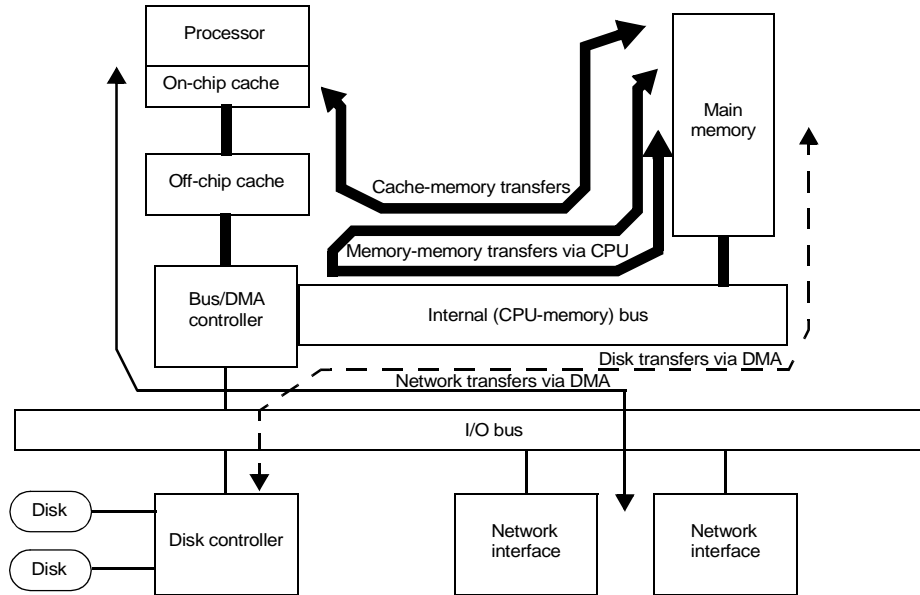 Processor
On-chip cache
Off-chip cache
Main
memory
Cache-memory transfers
Memory-memory transfers via CPU
Bus/DMA
controller
Internal (CPU-memory) bus
Disk transfers via DMA
Network transfers via DMA
I/O bus
Disk
Disk
Disk controller
Network
interface
Network
interface